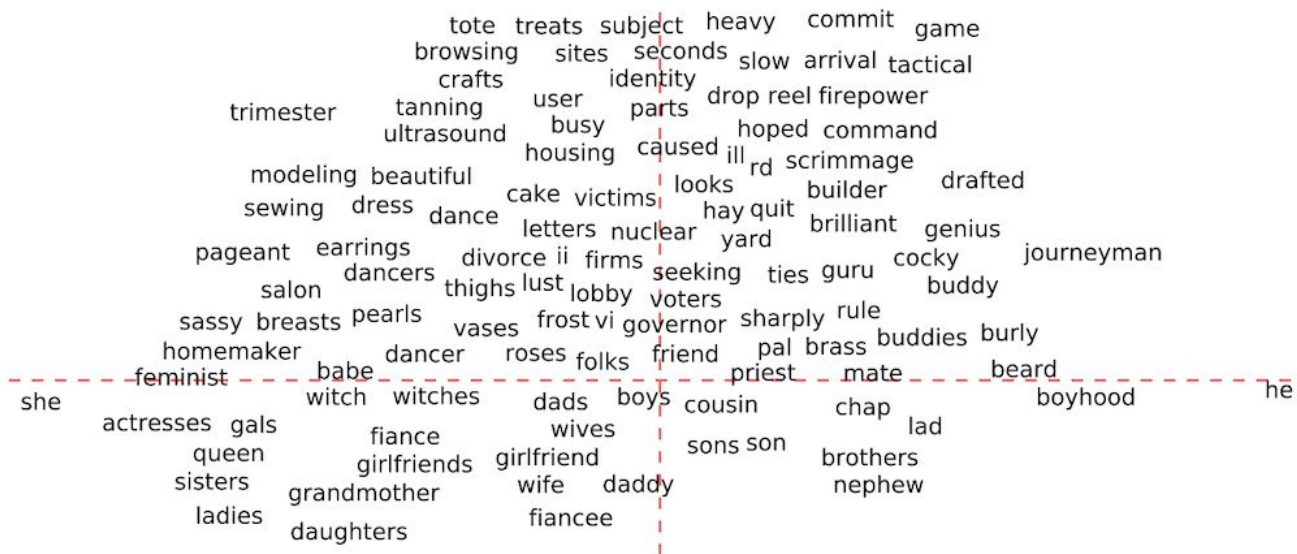 tote treats subject heavy commit game
browsing sites seconds slow arrival tactical
crafts identity
trimester tanning user parts drop reel firepower
ultrasound busy hoped command
housing caused ill rd scrimmage
modeling beautiful cake victims looks builder drafted
sewing dress dance letters nuclear hay quit yard brilliant genius
pageant earrings divorce ii firms seeking ties guru cocky journeyman
dancers thighs lust lobby voters buddy
salon
sassy breasts pearls vases frost vi governor sharply rule buddies burly
homemaker dancer roses folks friend pal brass
feminist babe priest mate beard
she witch witches dads boys cousin chap boyhood he
actresses gals fiance wives sons son lad
queen girlfriends girlfriend brothers
sisters grandmother wife daddy nephew
ladies daughters fiancee